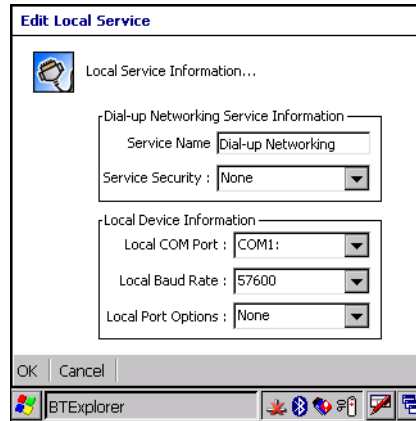 Edit Local Service
Local Service Information...
Dial-up Networking Service Information
Service Name Dial-up Networking
Service Security : None
Local Device Information
Local COM Port : COM1:
Local Baud Rate : 57600
Local Port Options : None
OK Cancel
BTExplorer